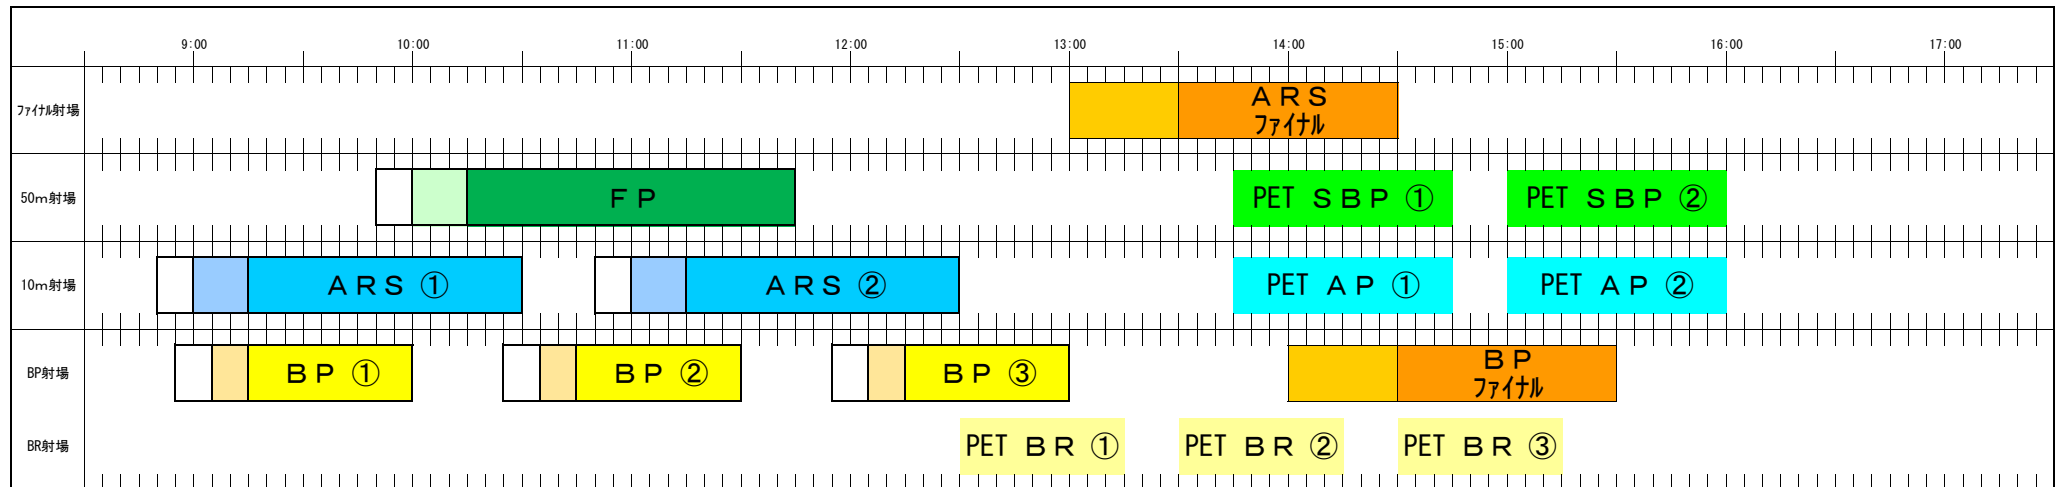 9:00 10:00 11:00 12:00 13:00 14:00 15:00 16:00 17:00
ファイナル射場
ＡＲＳ
ファイナル
50ｍ射場
ＦＰ
PET ＳＢＰ ①
PET ＳＢＰ ②
10ｍ射場
ＡＲＳ ①
ＡＲＳ ②
PET ＡＰ ①
PET ＡＰ ②
BP射場
ＢＰ ①
ＢＰ ②
ＢＰ ③
ＢＰ
ファイナル
BR射場
PET ＢＲ ①
PET ＢＲ ②
PET ＢＲ ③